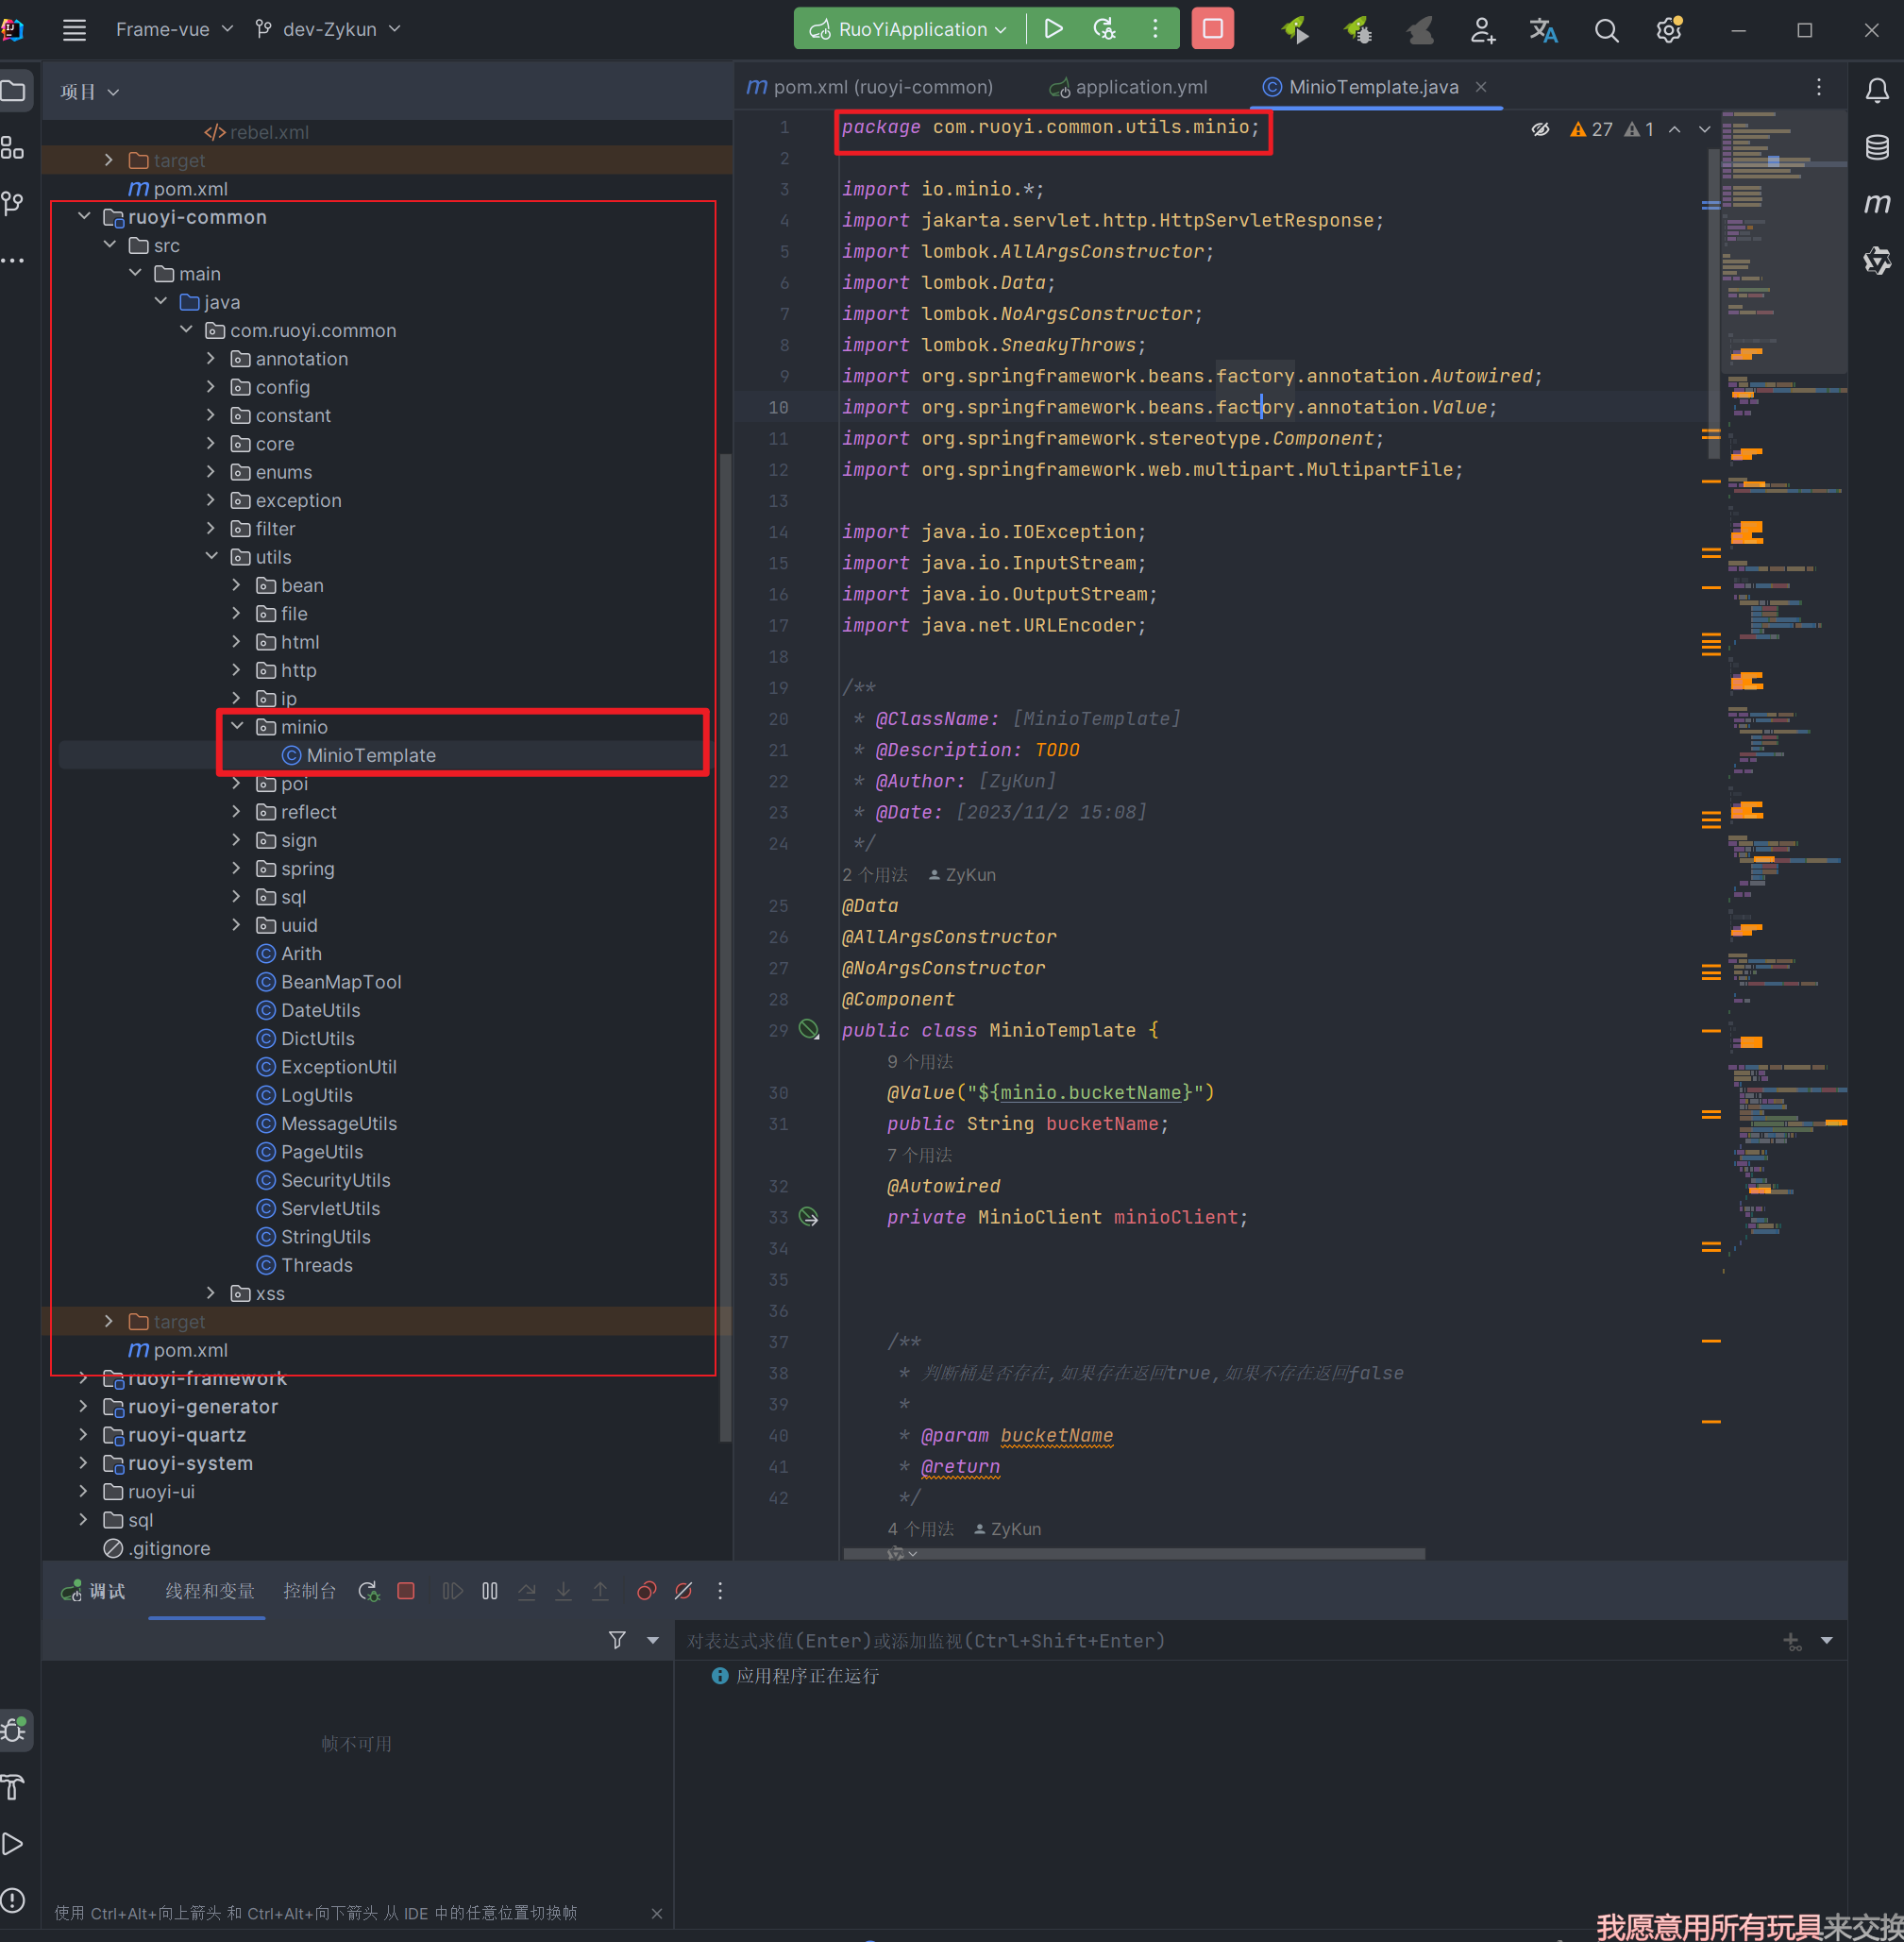 Frame-vue
dev-Zykun
RuoYiApplication
项目
rebel.xml
target
pom.xml
ruoyi-common
src
main
java
com.ruoyi.common
annotation
config
constant
core
enums
exception
filter
utils
bean
file
html
http
ip
minio
MinioTemplate
poi
reflect
sign
spring
sql
uuid
Arith
BeanMapTool
DateUtils
DictUtils
ExceptionUtil
LogUtils
MessageUtils
PageUtils
SecurityUtils
ServletUtils
StringUtils
Threads
xss
target
pom.xml
ruoyi-framework
ruoyi-generator
ruoyi-quartz
ruoyi-system
ruoyi-ui
sql
.gitignore
pom.xml (ruoyi-common)
application.yml
MinioTemplate.java
27 1
1 package com.ruoyi.common.utils.minio;
2
3 import io.minio.*;
4 import jakarta.servlet.http.HttpServletResponse;
5 import lombok.AllArgsConstructor;
6 import lombok.Data;
7 import lombok.NoArgsConstructor;
8 import lombok.SneakyThrows;
9 import org.springframework.beans.factory.annotation.Autowired;
10 import org.springframework.beans.factory.annotation.Value;
11 import org.springframework.stereotype.Component;
12 import org.springframework.web.multipart.MultipartFile;
13
14 import java.io.IOException;
15 import java.io.InputStream;
16 import java.io.OutputStream;
17 import java.net.URLEncoder;
18
19 /**
20 * @ClassName: [MinioTemplate]
21 * @Description: TODO
22 * @Author: [ZyKun]
23 * @Date: [2023/11/2 15:08]
24 */
2 个用法 ZyKun
25 @Data
26 @AllArgsConstructor
27 @NoArgsConstructor
28 @Component
29 public class MinioTemplate {
9 个用法
30 @Value("${minio.bucketName}")
31 public String bucketName;
7 个用法
32 @Autowired
33 private MinioClient minioClient;
34
35
36
37 /**
38 * 判断桶是否存在,如果存在返回true,如果不存在返回false
39 *
40 * @param bucketName
41 * @return
42 */
4 个用法 ZyKun
调试
线程和变量
控制台
对表达式求值(Enter)或添加监视(Ctrl+Shift+Enter)
应用程序正在运行
帧不可用
使用 Ctrl+Alt+向上箭头 和 Ctrl+Alt+向下箭头 从 IDE 中的任意位置切换帧
我愿意用所有玩具来交换